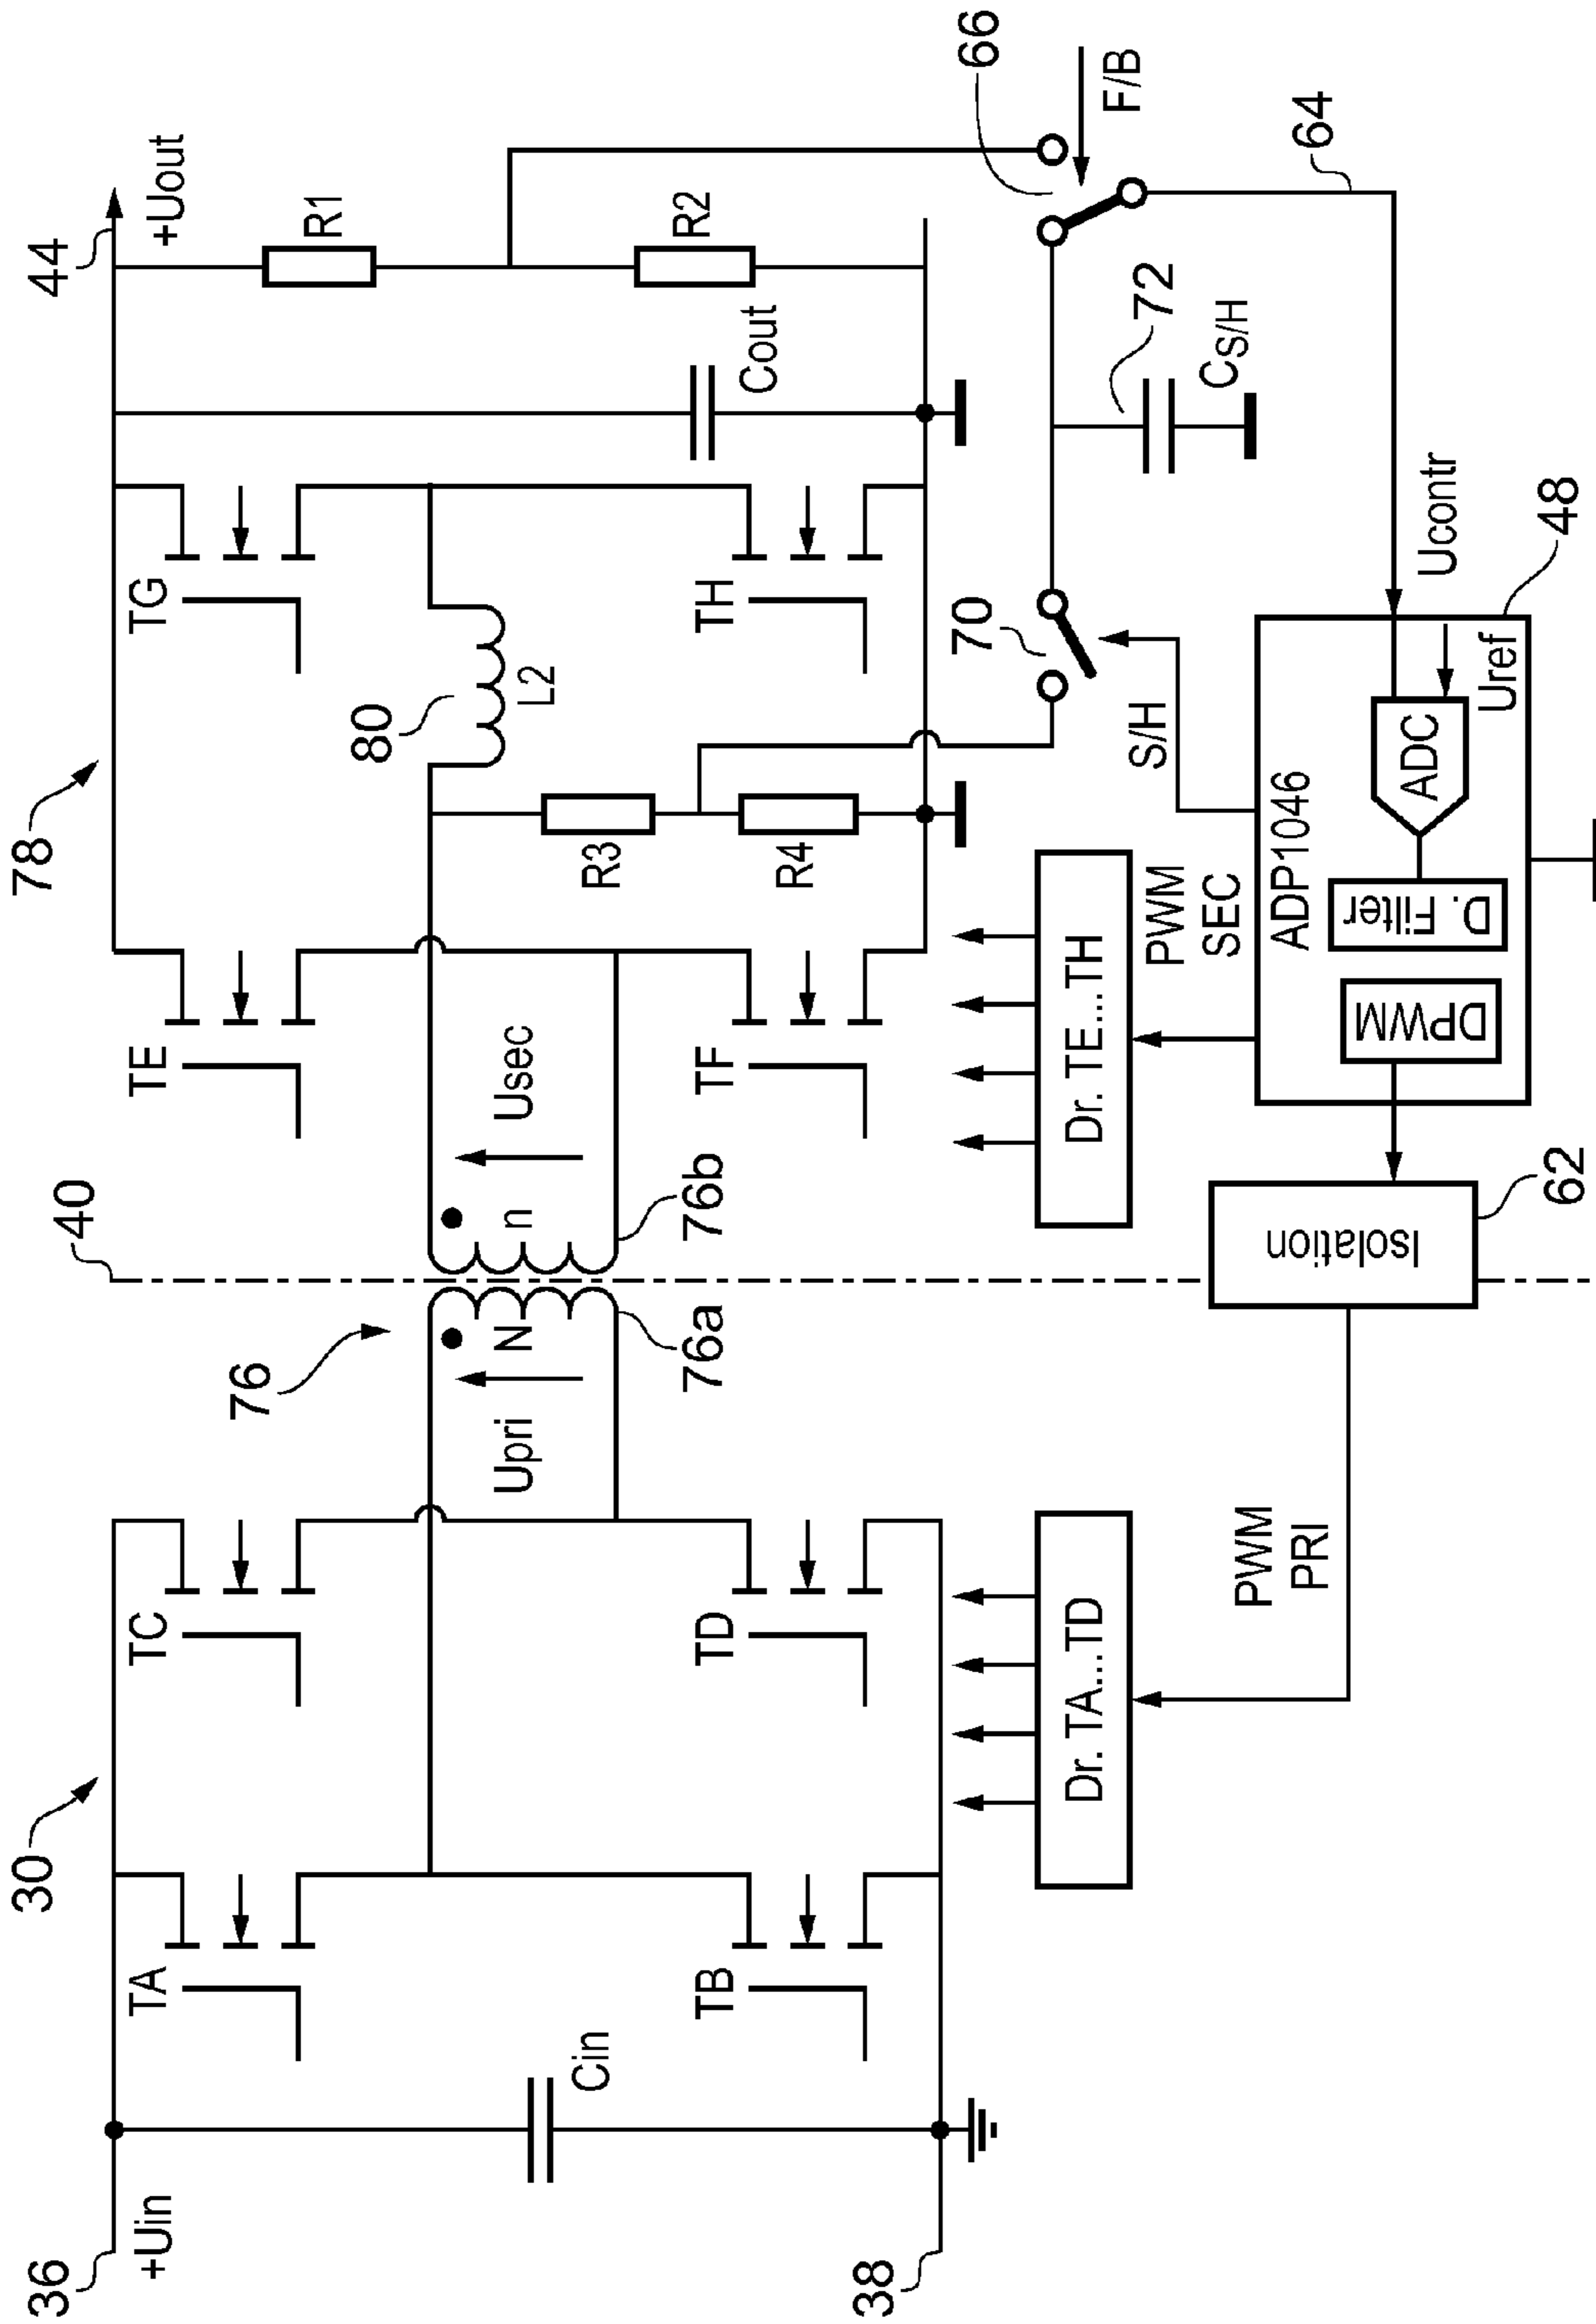 30
78
44
36
+Uin
TA
TC
TE
TG
+Uout
R1
40
76
80
L2
Cin
Upri
N
n
Usec
Cout
R3
R2
TB
TD
76a
76b
TF
TH
R4
38
66
70
72
CS/H
F/B
Dr. TA...TD
Dr. TE...TH
PWM
SEC
S/H
PWM
PRI
Isolation
62
ADP1046
DPWM
D. Filter
ADC
Uref
Ucontr
64
48